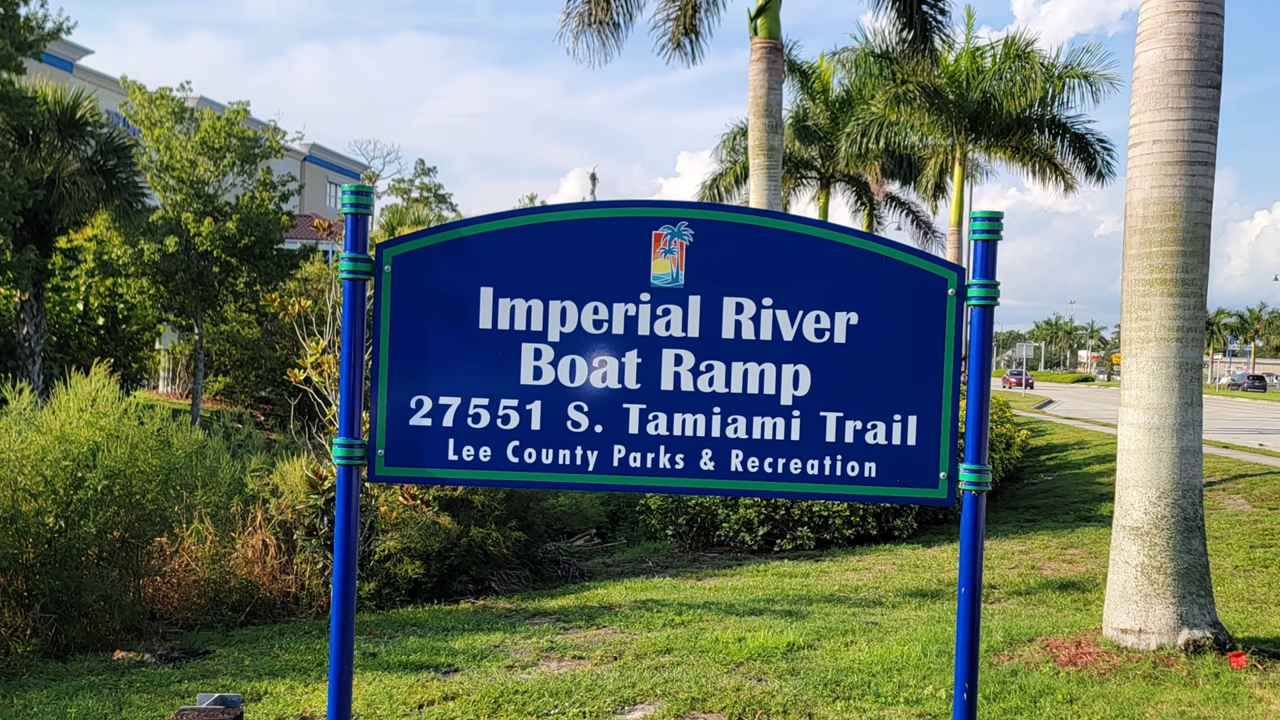 Imperial River
Boat Ramp
27551 S. Tamiami Trail
Lee County Parks & Recreation